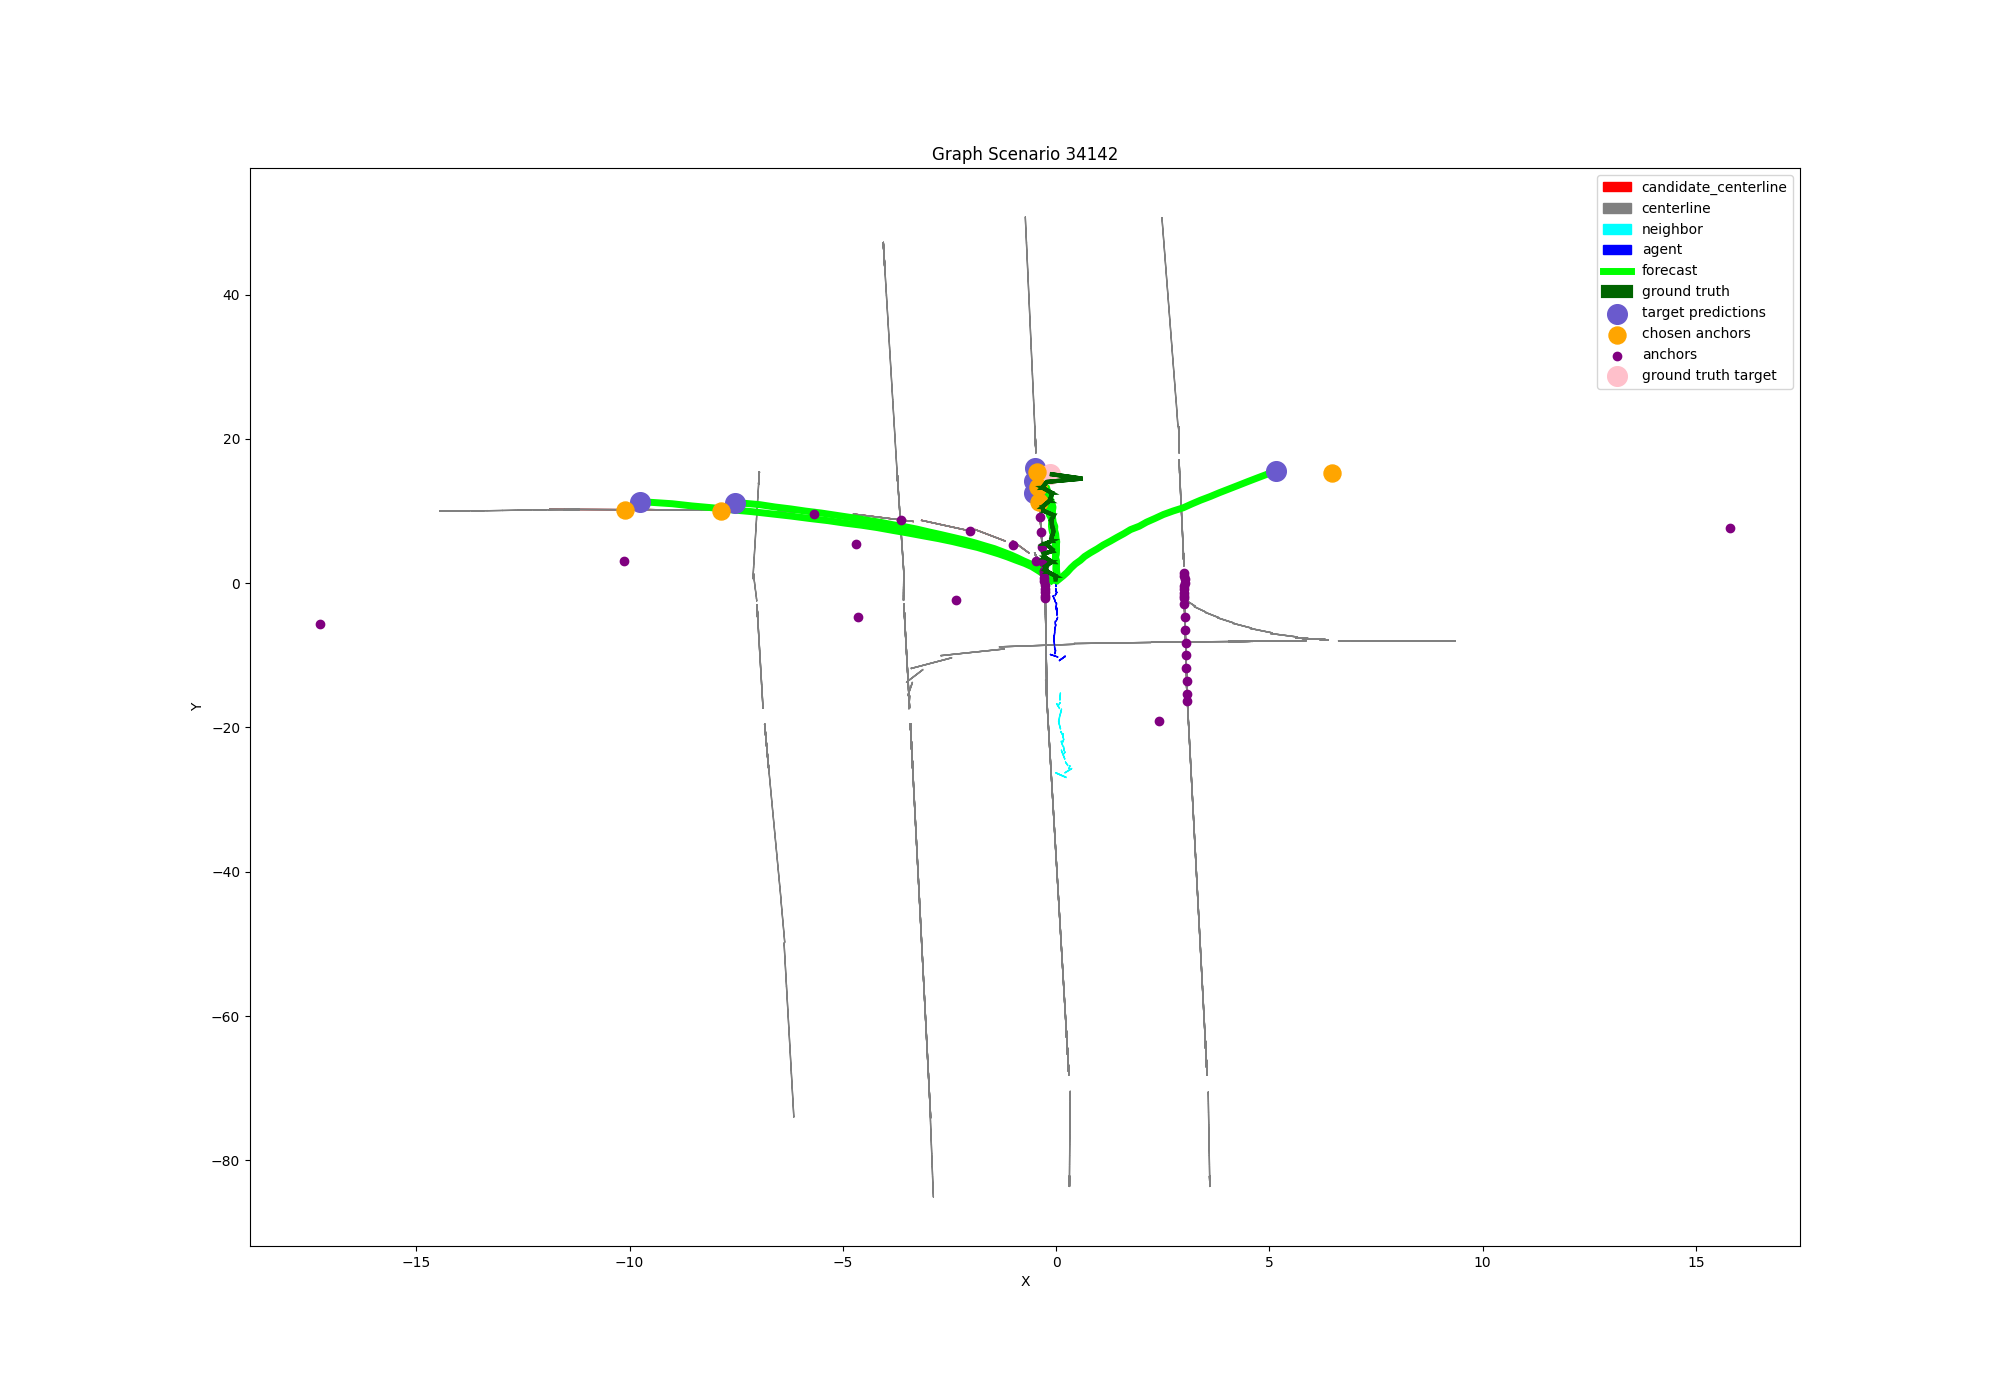 Graph Scenario 34142
candidate_centerline
centerline
neighbor
agent
forecast
ground truth
target predictions
chosen anchors
anchors
ground truth target
40
20
0
−20
−40
−60
−80
Y
−15
−10
−5
0
5
10
15
X